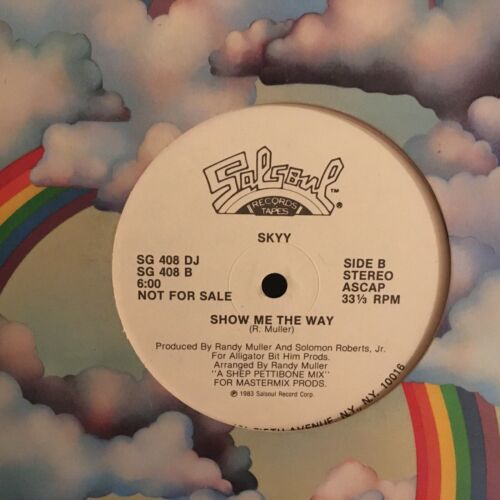 Salsoul TM
RECORDS
TAPES ®
SKYY
SG 408 DJ
SG 408 B
6:00
NOT FOR SALE
SIDE B
STEREO
ASCAP
33⅓ RPM
SHOW ME THE WAY
(R. Muller)
Produced By Randy Muller and Solomon Roberts, Jr.
For Alligator Bit Him Prods.
Arranged By Randy Muller
"A SHEP PETTIBONE MIX"
FOR MASTERMIX PRODS.
℗ 1983 Salsoul Record Corp.
AVENUE, N.Y., N.Y. 10016